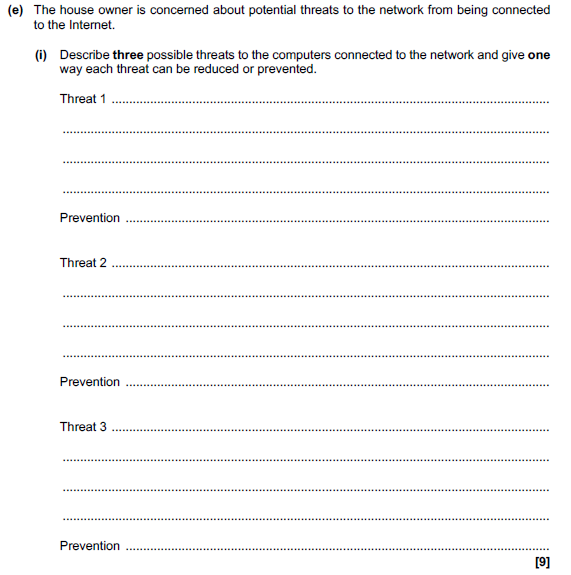 (e) The house owner is concerned about potential threats to the network from being connected
to the Internet.
(i) Describe three possible threats to the computers connected to the network and give one
way each threat can be reduced or prevented.
Threat 1
Prevention
Threat 2
Prevention
Threat 3
Prevention
[9]